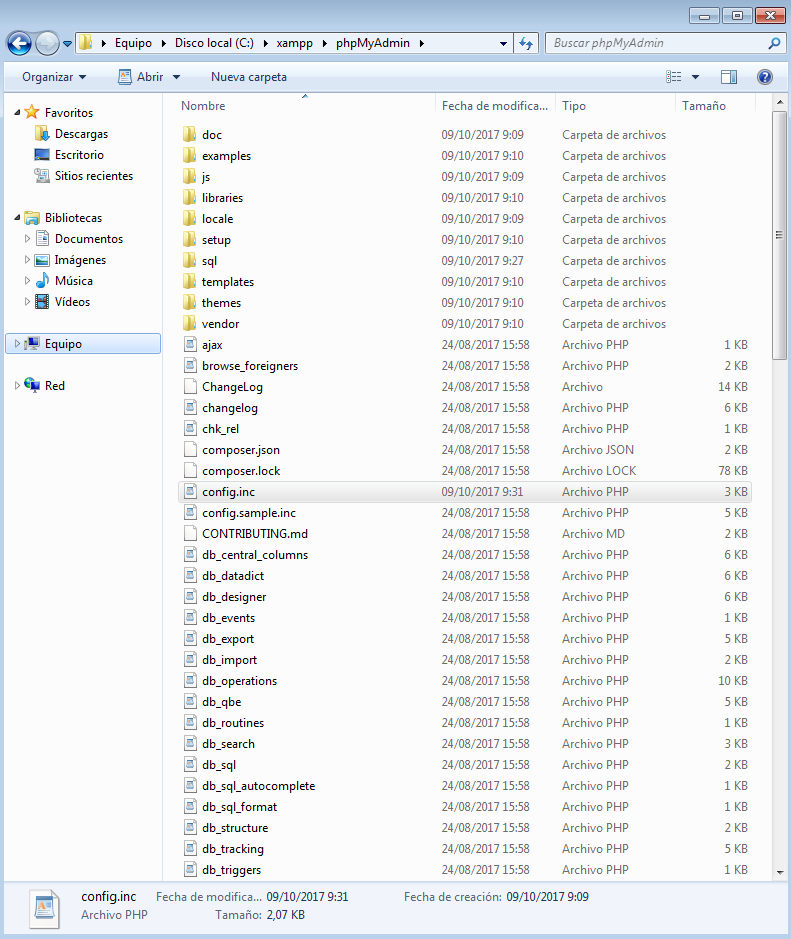 Equipo Disco local (C:) xampp phpMyAdmin Buscar phpMyAdmin
Organizar Abrir Nueva carpeta
Favoritos
Descargas
Escritorio
Sitios recientes
Bibliotecas
Documentos
Imágenes
Música
Vídeos
Equipo
Red
Nombre Fecha de modifica... Tipo Tamaño
doc 09/10/2017 9:09 Carpeta de archivos
examples 09/10/2017 9:10 Carpeta de archivos
js 09/10/2017 9:09 Carpeta de archivos
libraries 09/10/2017 9:10 Carpeta de archivos
locale 09/10/2017 9:09 Carpeta de archivos
setup 09/10/2017 9:10 Carpeta de archivos
sql 09/10/2017 9:27 Carpeta de archivos
templates 09/10/2017 9:10 Carpeta de archivos
themes 09/10/2017 9:10 Carpeta de archivos
vendor 09/10/2017 9:10 Carpeta de archivos
ajax 24/08/2017 15:58 Archivo PHP 1 KB
browse_foreigners 24/08/2017 15:58 Archivo PHP 2 KB
ChangeLog 24/08/2017 15:58 Archivo 14 KB
changelog 24/08/2017 15:58 Archivo PHP 6 KB
chk_rel 24/08/2017 15:58 Archivo PHP 1 KB
composer.json 24/08/2017 15:58 Archivo JSON 2 KB
composer.lock 24/08/2017 15:58 Archivo LOCK 78 KB
config.inc 09/10/2017 9:31 Archivo PHP 3 KB
config.sample.inc 24/08/2017 15:58 Archivo PHP 5 KB
CONTRIBUTING.md 24/08/2017 15:58 Archivo MD 2 KB
db_central_columns 24/08/2017 15:58 Archivo PHP 6 KB
db_datadict 24/08/2017 15:58 Archivo PHP 6 KB
db_designer 24/08/2017 15:58 Archivo PHP 6 KB
db_events 24/08/2017 15:58 Archivo PHP 1 KB
db_export 24/08/2017 15:58 Archivo PHP 5 KB
db_import 24/08/2017 15:58 Archivo PHP 2 KB
db_operations 24/08/2017 15:58 Archivo PHP 10 KB
db_qbe 24/08/2017 15:58 Archivo PHP 5 KB
db_routines 24/08/2017 15:58 Archivo PHP 1 KB
db_search 24/08/2017 15:58 Archivo PHP 3 KB
db_sql 24/08/2017 15:58 Archivo PHP 2 KB
db_sql_autocomplete 24/08/2017 15:58 Archivo PHP 1 KB
db_sql_format 24/08/2017 15:58 Archivo PHP 1 KB
db_structure 24/08/2017 15:58 Archivo PHP 2 KB
db_tracking 24/08/2017 15:58 Archivo PHP 5 KB
db_triggers 24/08/2017 15:58 Archivo PHP 1 KB
config.inc Fecha de modifica... 09/10/2017 9:31 Fecha de creación: 09/10/2017 9:09
Archivo PHP Tamaño: 2,07 KB